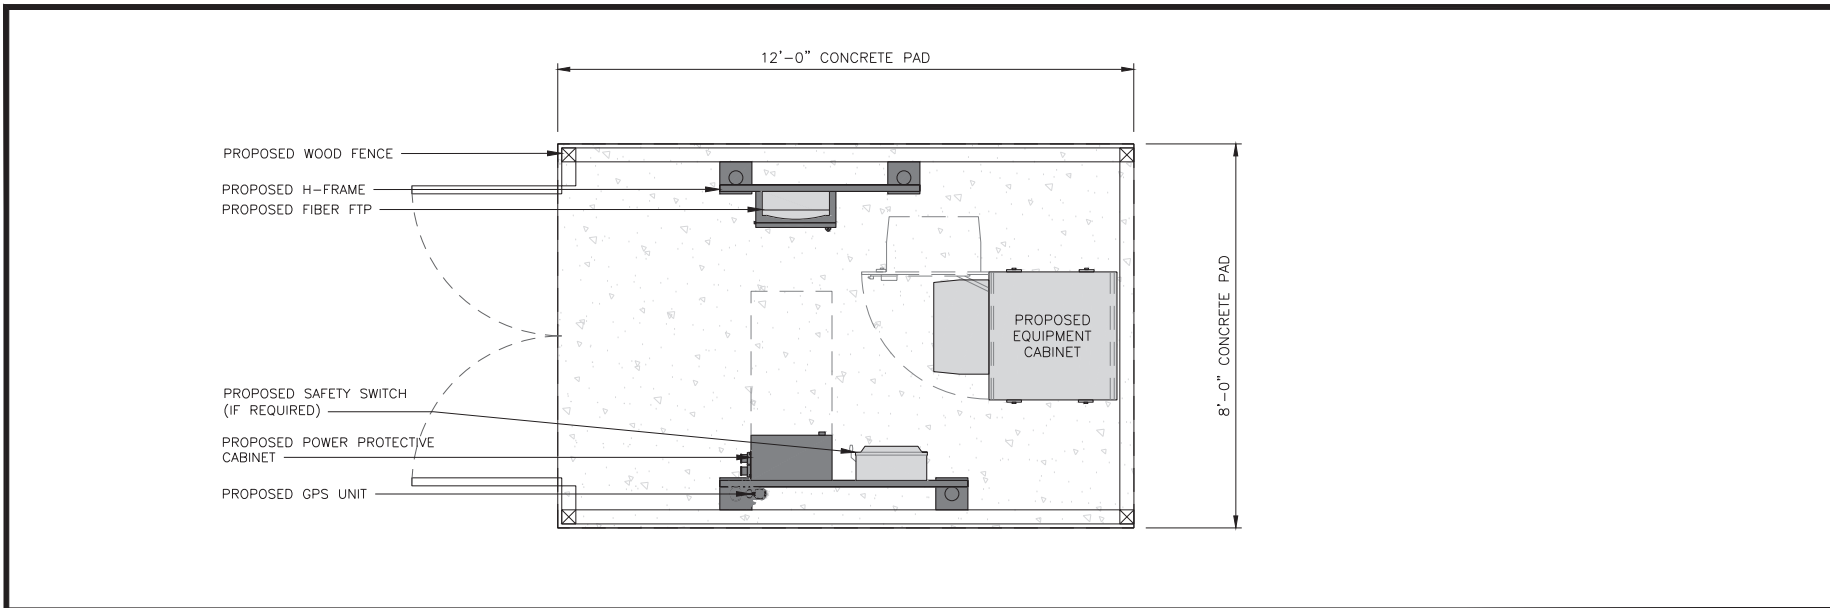 12'-0" CONCRETE PAD
PROPOSED WOOD FENCE
PROPOSED H-FRAME
PROPOSED FIBER FTP
PROPOSED
EQUIPMENT
CABINET
8'-0" CONCRETE PAD
PROPOSED SAFETY SWITCH
(IF REQUIRED)
PROPOSED POWER PROTECTIVE
CABINET
PROPOSED GPS UNIT